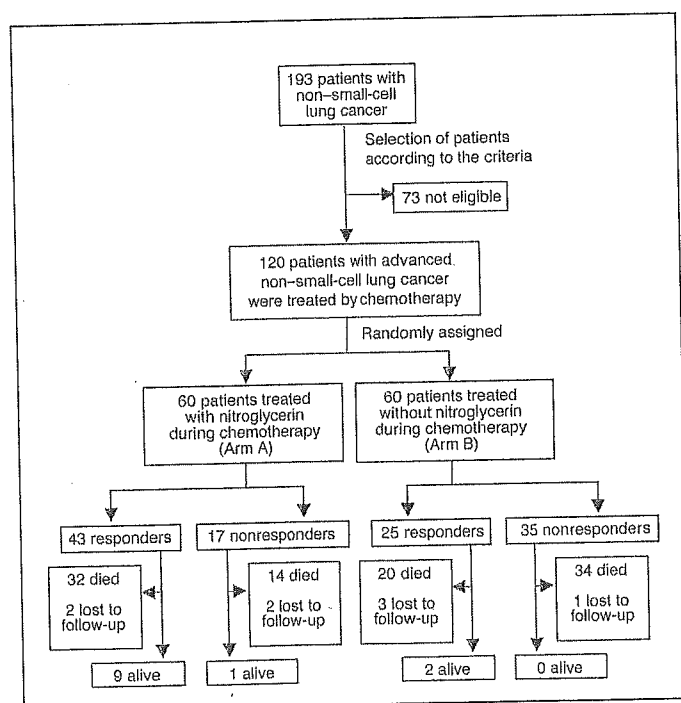 193 patients with
non–small-cell
lung cancer
Selection of patients
according to the criteria
73 not eligible
120 patients with advanced
non–small-cell lung cancer
were treated by chemotherapy
Randomly assigned
60 patients treated
with nitroglycerin
during chemotherapy
(Arm A)
60 patients treated
without nitroglycerin
during chemotherapy
(Arm B)
43 responders
17 nonresponders
25 responders
35 nonresponders
32 died
2 lost to
follow-up
14 died
2 lost to
follow-up
20 died
3 lost to
follow-up
34 died
1 lost to
follow-up
9 alive
1 alive
2 alive
0 alive